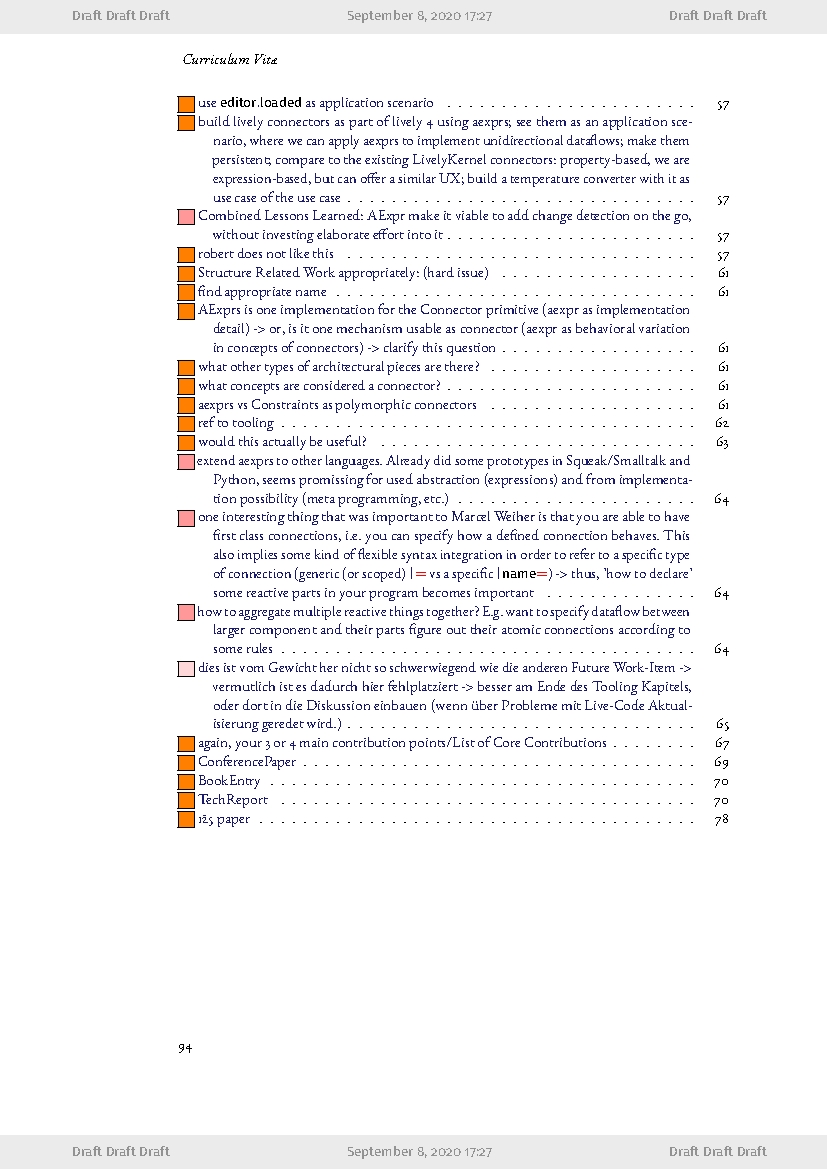 Draft Draft Draft September 8, 2020 17:27 Draft Draft Draft
Curriculum Vitæ
use editor.loaded as application scenario . . . . . . . . . . . . . . . . . . . . . . . 57
build lively connectors as part of lively 4 using aexprs; see them as an application sce-
nario, where we can apply aexprs to implement unidirectional dataflows; make them
persistent; compare to the existing LivelyKernel connectors: property-based, we are
expression-based, but can offer a similar UX; build a temperature converter with it as
use case of the use case . . . . . . . . . . . . . . . . . . . . . . . . . . . . . . . . 57
Combined Lessons Learned: AExpr make it viable to add change detection on the go,
without investing elaborate effort into it . . . . . . . . . . . . . . . . . . . . . . . 57
robert does not like this . . . . . . . . . . . . . . . . . . . . . . . . . . . . . . . . 57
Structure Related Work appropriately: (hard issue) . . . . . . . . . . . . . . . . . . 61
find appropriate name . . . . . . . . . . . . . . . . . . . . . . . . . . . . . . . . . 61
AExprs is one implementation for the Connector primitive (aexpr as implementation
detail) -> or, is it one mechanism usable as connector (aexpr as behavioral variation
in concepts of connectors) -> clarify this question . . . . . . . . . . . . . . . . . . 61
what other types of architectural pieces are there? . . . . . . . . . . . . . . . . . . . 61
what concepts are considered a connector? . . . . . . . . . . . . . . . . . . . . . . . 61
aexprs vs Constraints as polymorphic connectors . . . . . . . . . . . . . . . . . . . 61
ref to tooling . . . . . . . . . . . . . . . . . . . . . . . . . . . . . . . . . . . . . . 62
would this actually be useful? . . . . . . . . . . . . . . . . . . . . . . . . . . . . . 63
extend aexprs to other languages. Already did some prototypes in Squeak/Smalltalk and
Python, seems promising for used abstraction (expressions) and from implementa-
tion possibility (meta programming, etc.) . . . . . . . . . . . . . . . . . . . . . . 64
one interesting thing that was important to Marcel Weiher is that you are able to have
first class connections, i.e. you can specify how a defined connection behaves. This
also implies some kind of flexible syntax integration in order to refer to a specific type
of connection (generic (or scoped) |= vs a specific |name=) -> thus, 'how to declare'
some reactive parts in your program becomes important . . . . . . . . . . . . . . 64
how to aggregate multiple reactive things together? E.g. want to specify dataflow between
larger component and their parts figure out their atomic connections according to
some rules . . . . . . . . . . . . . . . . . . . . . . . . . . . . . . . . . . . . . . 64
dies ist vom Gewicht her nicht so schwerwiegend wie die anderen Future Work-Item ->
vermutlich ist es dadurch hier fehlplatziert -> besser am Ende des Tooling Kapitels,
oder dort in die Diskussion einbauen (wenn über Probleme mit Live-Code Aktual-
isierung geredet wird.) . . . . . . . . . . . . . . . . . . . . . . . . . . . . . . . . 65
again, your 3 or 4 main contribution points/List of Core Contributions . . . . . . . . 67
ConferencePaper . . . . . . . . . . . . . . . . . . . . . . . . . . . . . . . . . . . . 69
BookEntry . . . . . . . . . . . . . . . . . . . . . . . . . . . . . . . . . . . . . . . 70
TechReport . . . . . . . . . . . . . . . . . . . . . . . . . . . . . . . . . . . . . . 70
125 paper . . . . . . . . . . . . . . . . . . . . . . . . . . . . . . . . . . . . . . . . 78
94
Draft Draft Draft September 8, 2020 17:27 Draft Draft Draft